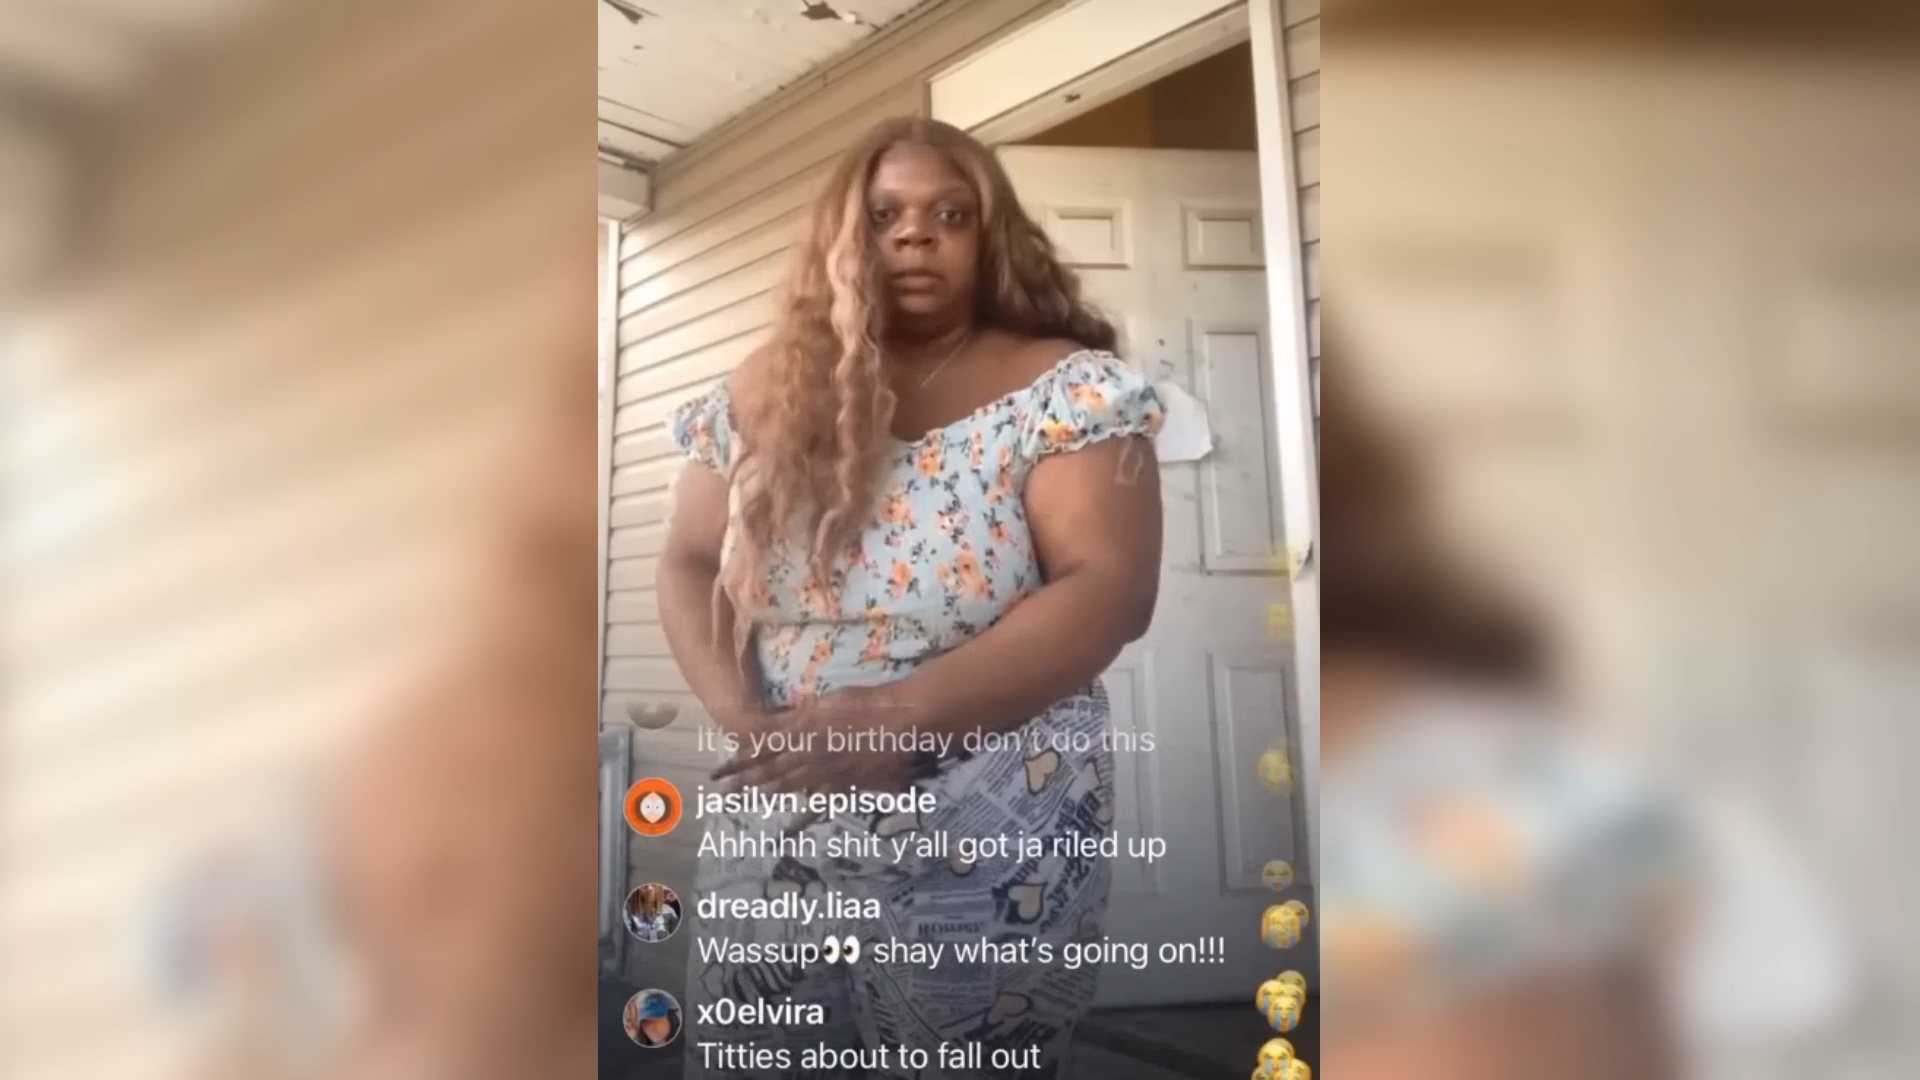 It's your birthday don't do this
jasilyn.episode
Ahhhhh shit y'all got ja riled up
dreadly.liaa
Wassup👀 shay what's going on!!!
x0elvira
Titties about to fall out